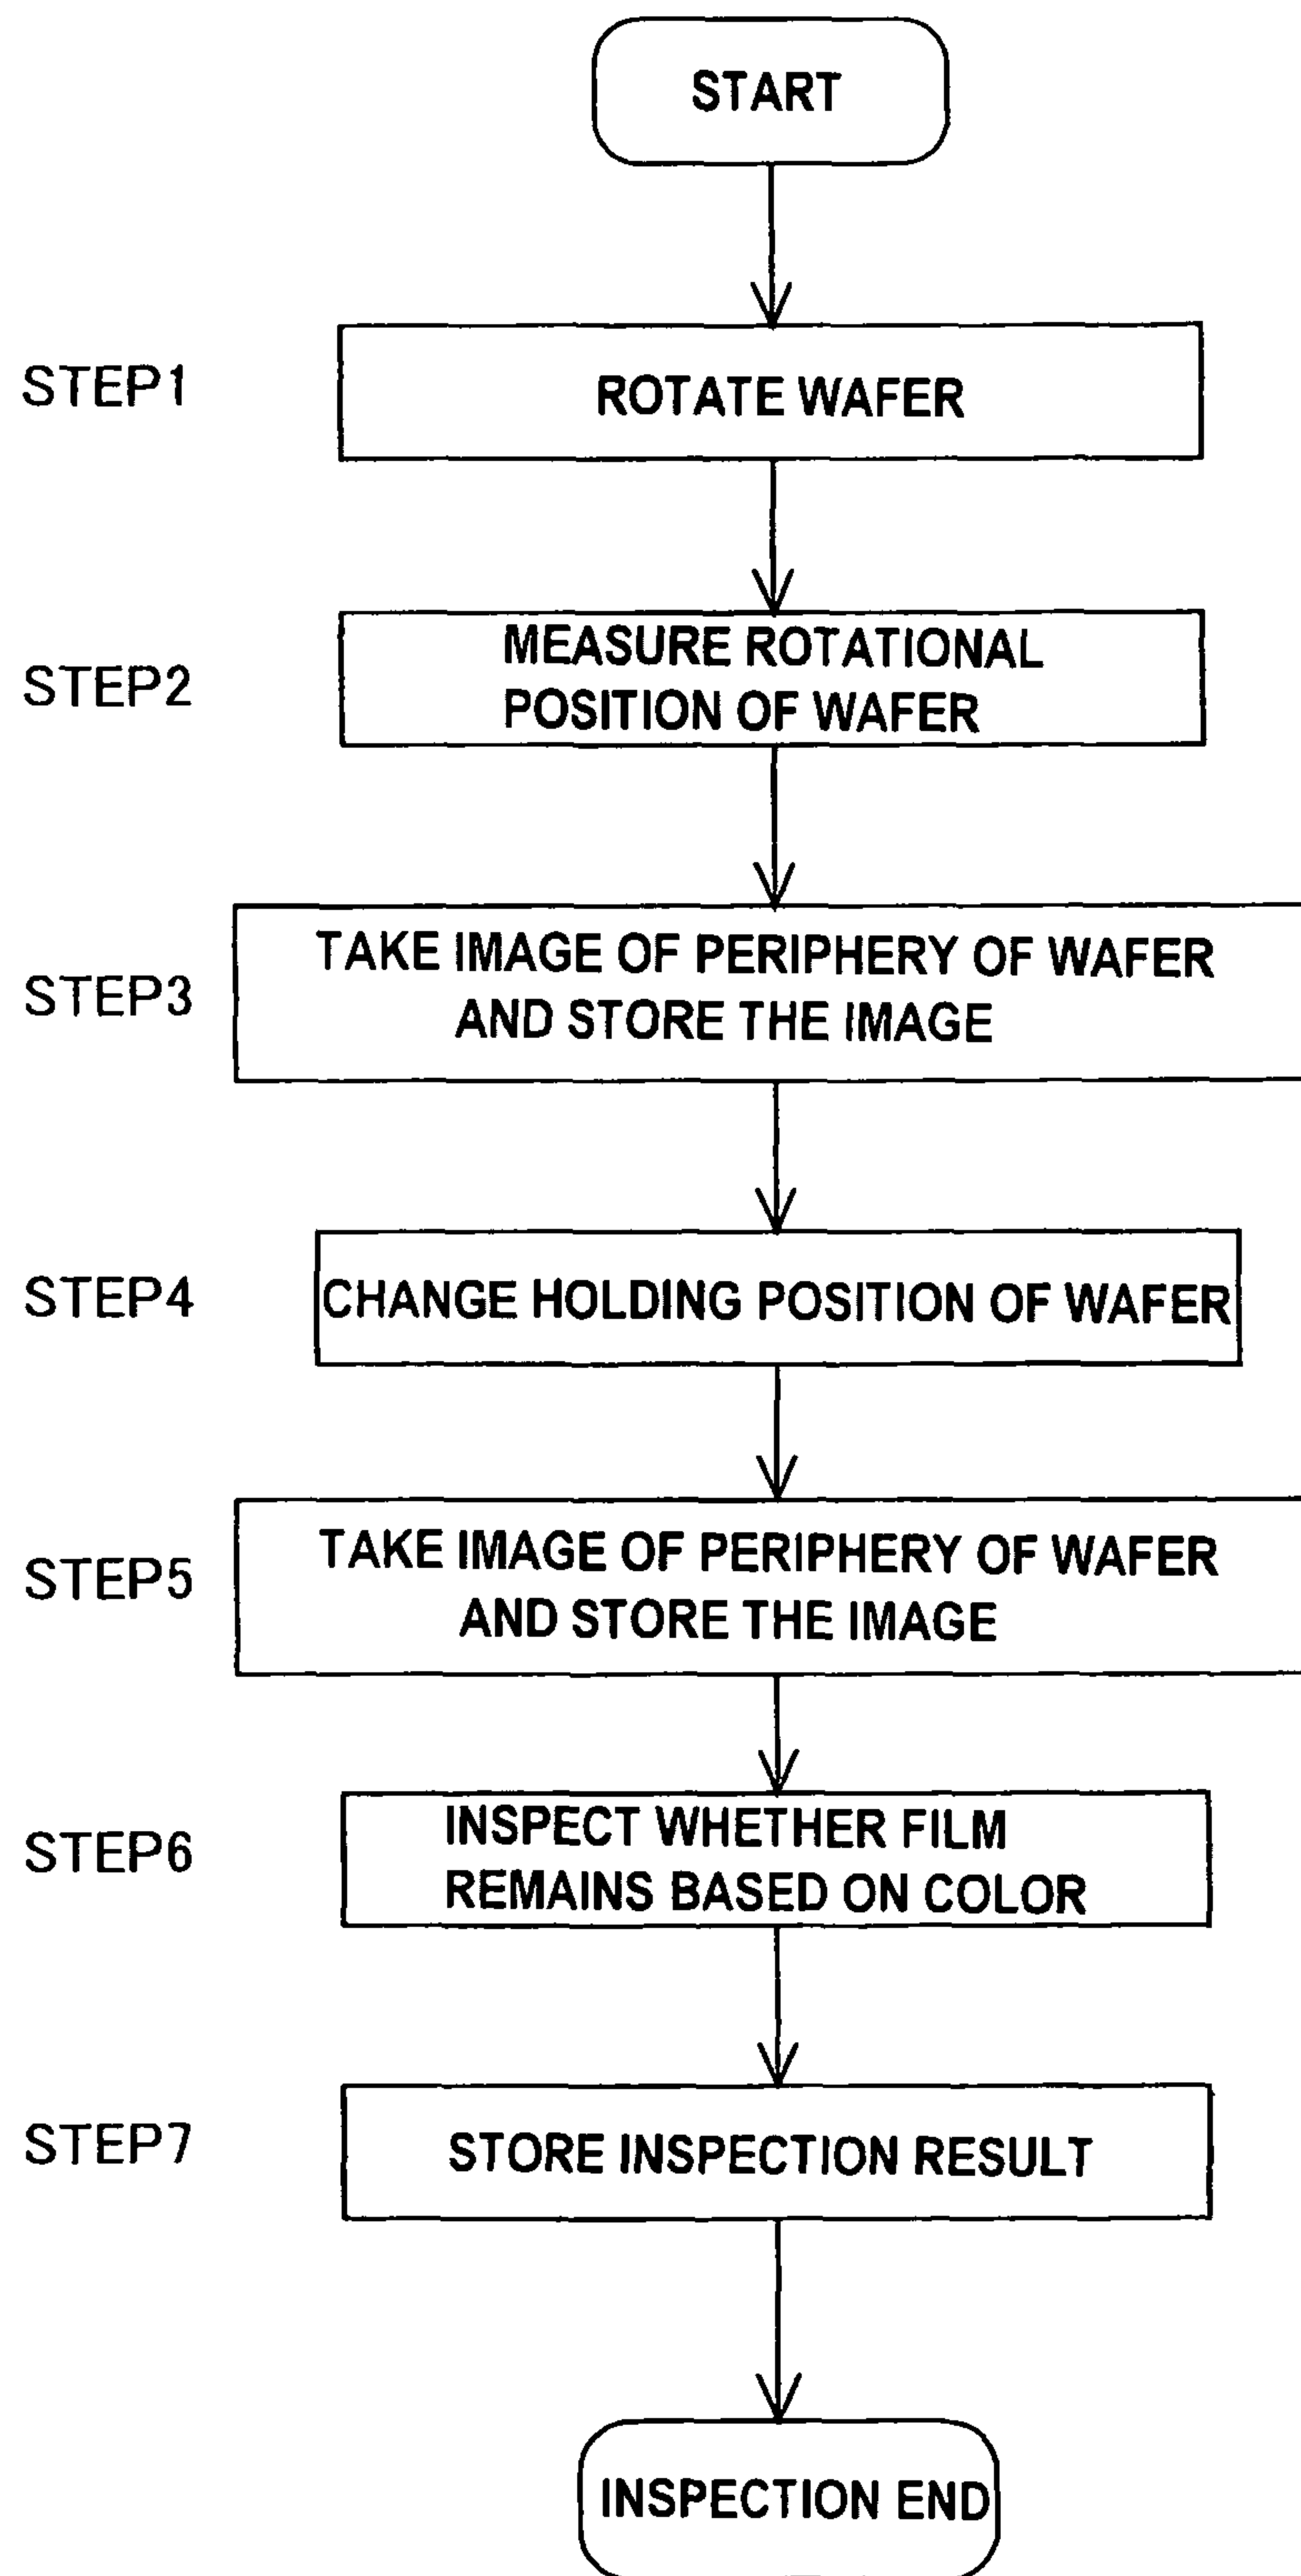 START
STEP1
ROTATE WAFER
STEP2
MEASURE ROTATIONAL
POSITION OF WAFER
STEP3
TAKE IMAGE OF PERIPHERY OF WAFER
AND STORE THE IMAGE
STEP4
CHANGE HOLDING POSITION OF WAFER
STEP5
TAKE IMAGE OF PERIPHERY OF WAFER
AND STORE THE IMAGE
STEP6
INSPECT WHETHER FILM
REMAINS BASED ON COLOR
STEP7
STORE INSPECTION RESULT
INSPECTION END